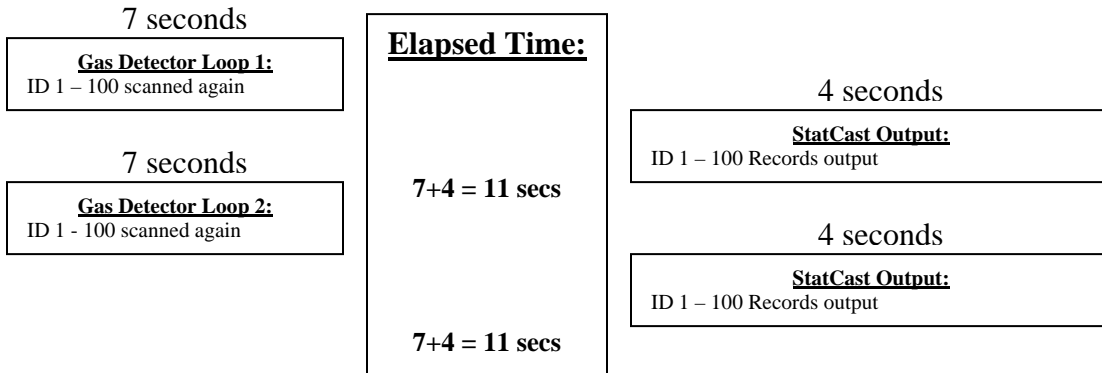 7 seconds
Gas Detector Loop 1:
ID 1 – 100 scanned again
7 seconds
Gas Detector Loop 2:
ID 1 - 100 scanned again
Elapsed Time:
7+4 = 11 secs
7+4 = 11 secs
4 seconds
StatCast Output:
ID 1 – 100 Records output
4 seconds
StatCast Output:
ID 1 – 100 Records output